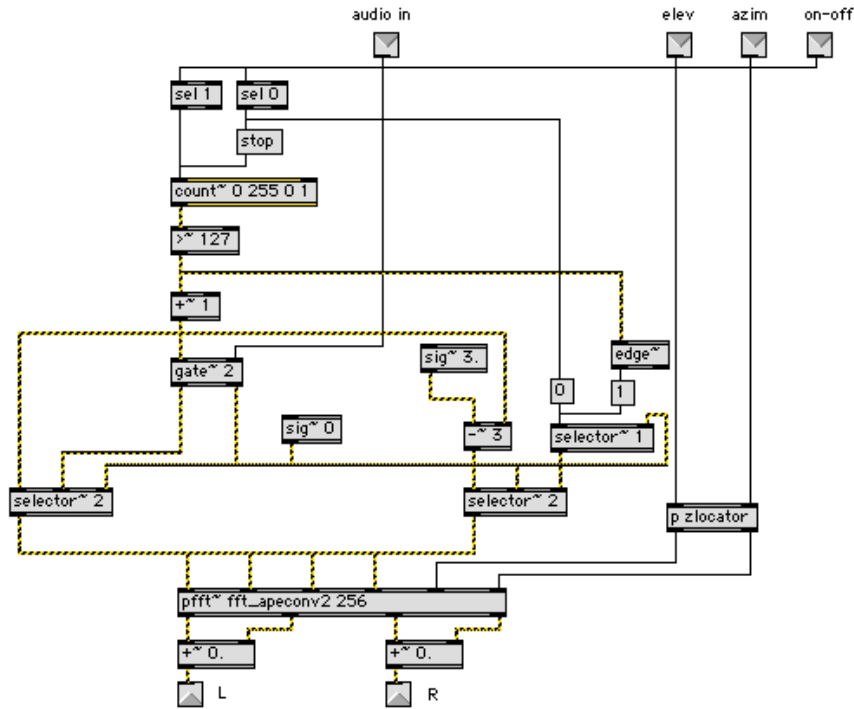 audio in
elev
azim
on-off
sel 1
sel 0
stop
count~ 0 255 0 1
>~ 127
+~ 1
edge~
sig~ 3.
gate~ 2
0
1
sig~ 0
-~ 3
selector~ 1
selector~ 2
selector~ 2
p zlocator
pfft~ fft_apeconv2 256
+~ 0.
+~ 0.
L
R